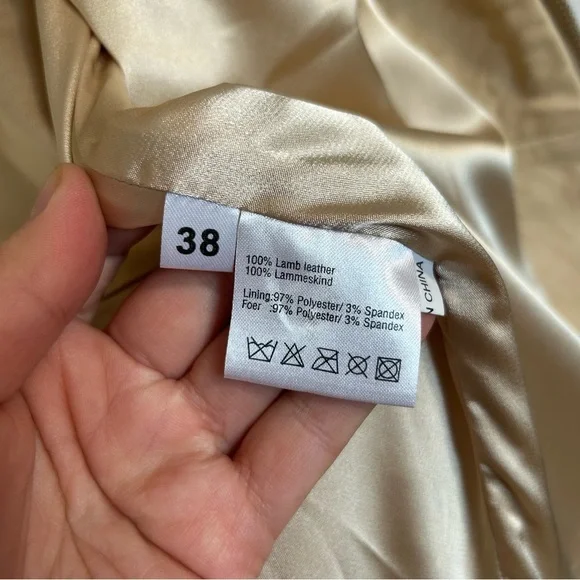 38
100% Lamb leather
100% Lammeskind
Lining:97% Polyester/ 3% Spandex
Foer :97% Polyester/ 3% Spandex
CHINA